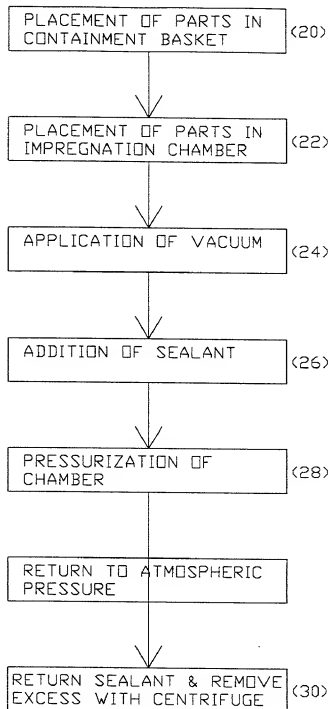 PLACEMENT OF PARTS IN
CONTAINMENT BASKET
(20)
PLACEMENT OF PARTS IN
IMPREGNATION CHAMBER
(22)
APPLICATION OF VACUUM
(24)
ADDITION OF SEALANT
(26)
PRESSURIZATION OF
CHAMBER
(28)
RETURN TO ATMOSPHERIC
PRESSURE
RETURN SEALANT & REMOVE
EXCESS WITH CENTRIFUGE
(30)